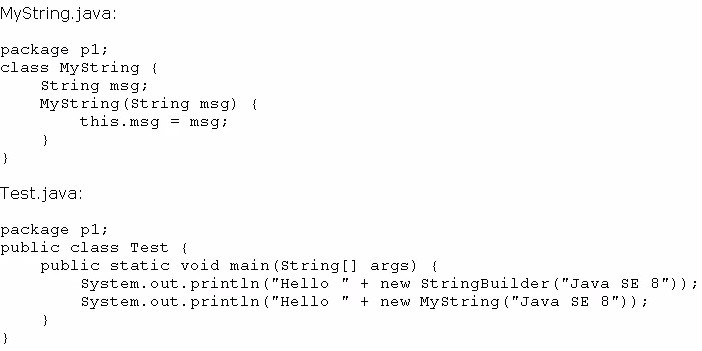 MyString.java:
package p1;
class MyString {
String msg;
MyString(String msg) {
this.msg = msg;
}
}
Test.java:
package p1;
public class Test {
public static void main(String[] args) {
System.out.println("Hello " + new StringBuilder("Java SE 8"));
System.out.println("Hello " + new MyString("Java SE 8"));
}
}